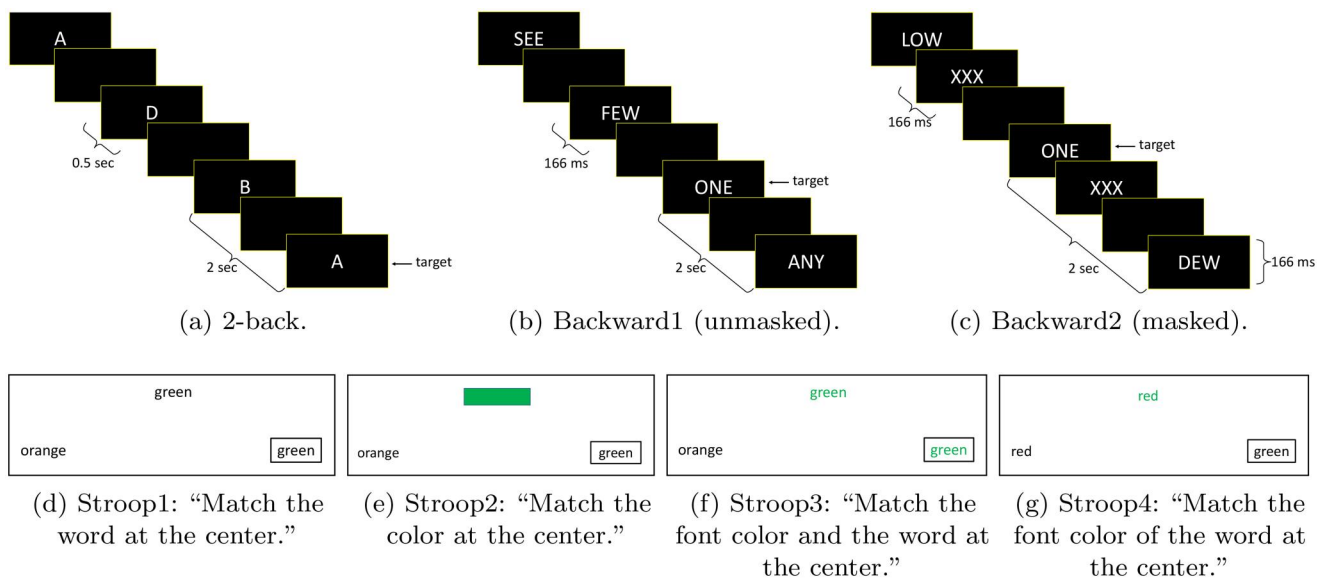 A
D
0.5 sec
B
2 sec
A
target
(a) 2-back.
SEE
FEW
166 ms
ONE
target
2 sec
ANY
(b) Backward1 (unmasked).
LOW
XXX
166 ms
ONE
target
XXX
2 sec
DEW
166 ms
(c) Backward2 (masked).
green
orange
green
(d) Stroop1: “Match the
word at the center.”
orange
green
(e) Stroop2: “Match the
color at the center.”
green
orange
green
(f) Stroop3: “Match the
font color and the word at
the center.”
red
red
green
(g) Stroop4: “Match the
font color of the word at
the center.”